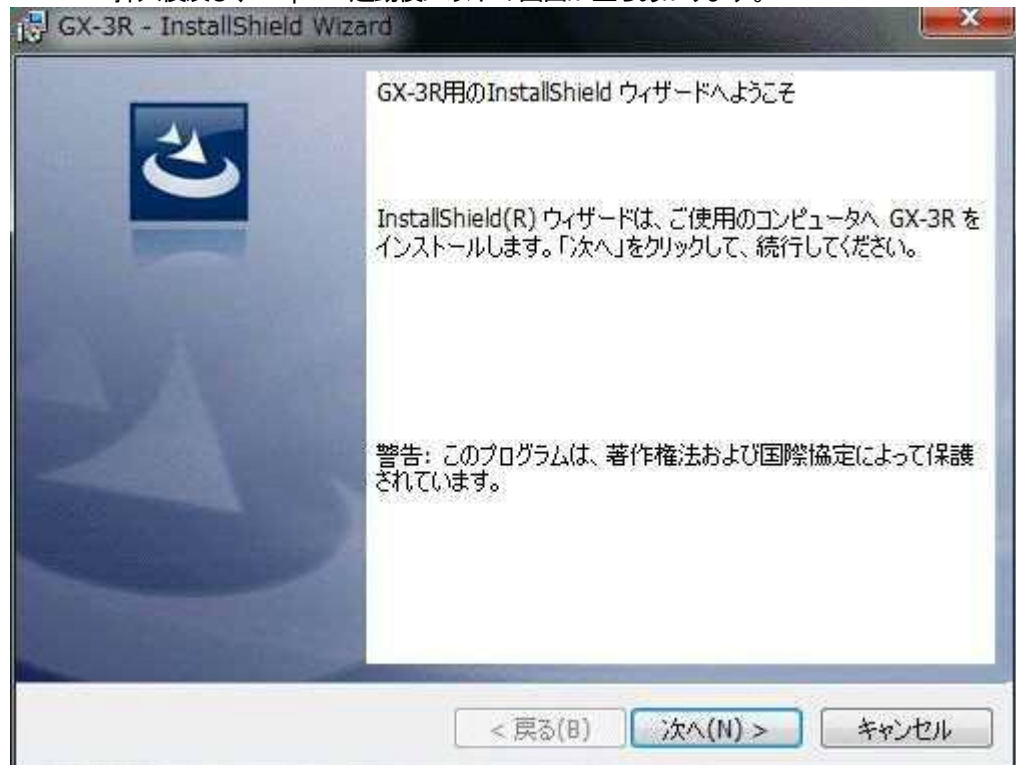 GX-3R - InstallShield Wizard
GX-3R用のInstallShield ウィザードへようこそ
InstallShield(R) ウィザードは、ご使用のコンピュータへ GX-3R を
インストールします。「次へ」をクリックして、続行してください。
警告: このプログラムは、著作権法および国際協定によって保護
されています。
< 戻る(B)
次へ(N) >
キャンセル